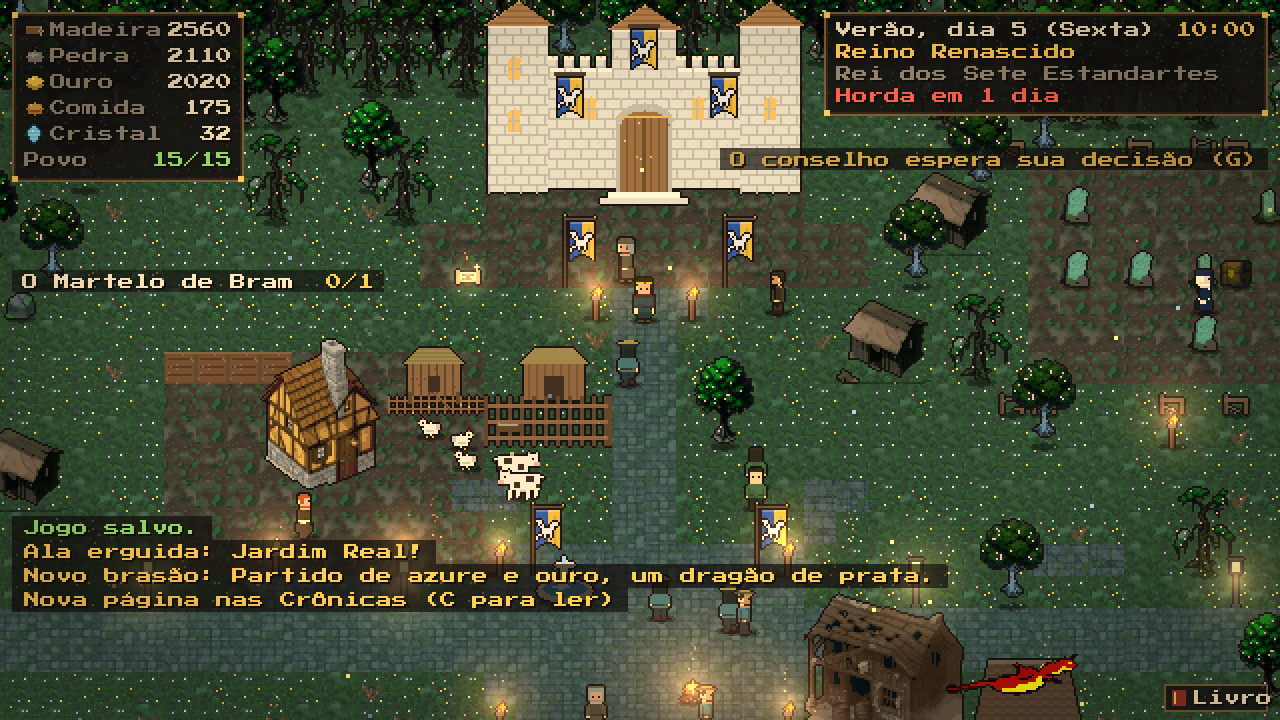 Madeira 2560
Pedra 2110
Ouro 2020
Comida 175
Cristal 32
Povo 15/15
Verão, dia 5 (Sexta) 10:00
Reino Renascido
Rei dos Sete Estandartes
Horda em 1 dia
O conselho espera sua decisão (G)
O Martelo de Bram 0/1
Jogo salvo.
Ala erguida: Jardim Real!
Novo brasão: Partido de azure e ouro, um dragão de prata.
Nova página nas Crônicas (C para ler)
Livro